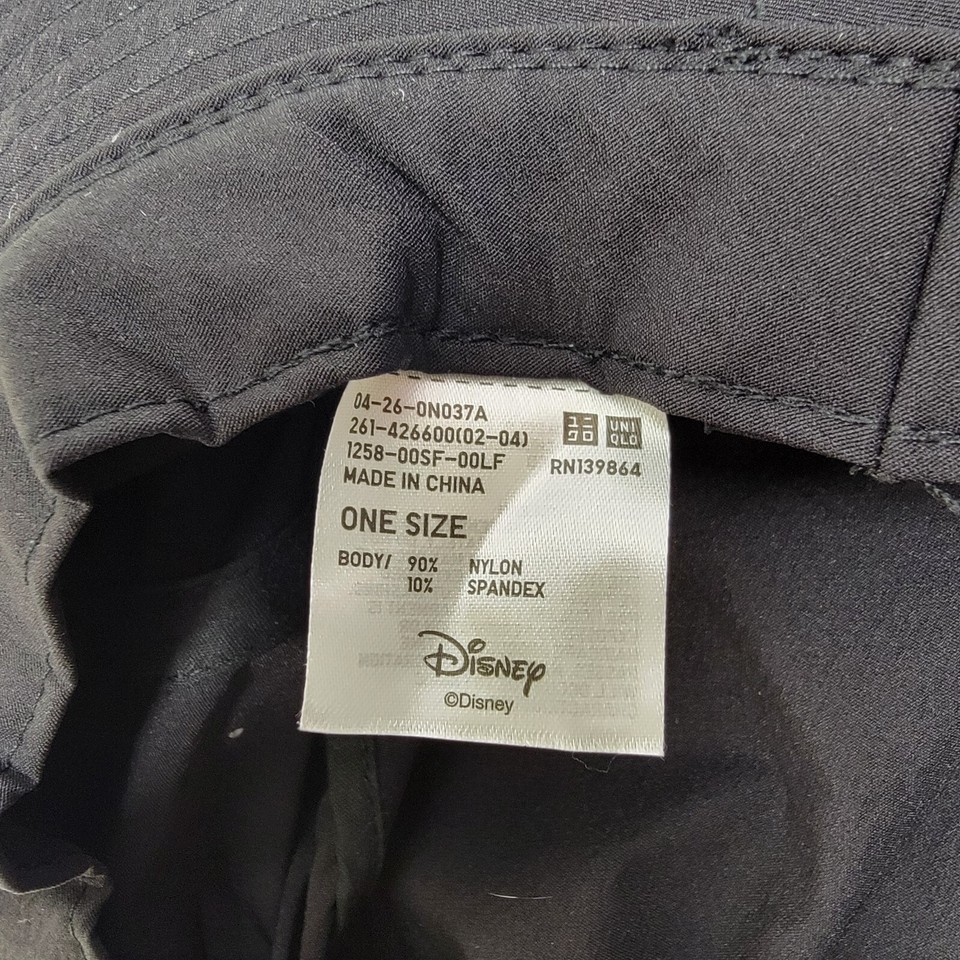 04-26-0N037A
261-426600(02-04)
1258-00SF-00LF
MADE IN CHINA
ユニクロ UNIQLO
RN139864
ONE SIZE
BODY/ 90% NYLON
10% SPANDEX
Disney
©Disney